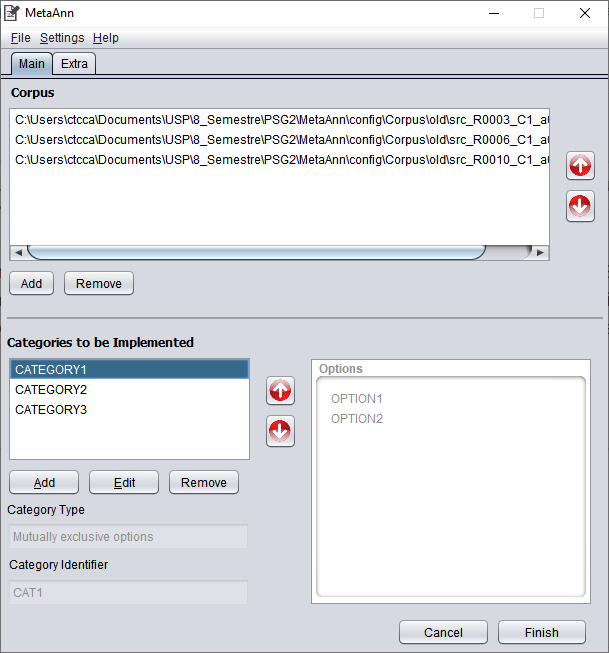 MetaAnn
File Settings Help
Main Extra
Corpus
C:\Users\ctcca\Documents\USP\8_Semestre\PSG2\MetaAnn\config\Corpus\old\src_R0003_C1_a0
C:\Users\ctcca\Documents\USP\8_Semestre\PSG2\MetaAnn\config\Corpus\old\src_R0006_C1_a0
C:\Users\ctcca\Documents\USP\8_Semestre\PSG2\MetaAnn\config\Corpus\old\src_R0010_C1_a0
Add Remove
Categories to be Implemented
CATEGORY1
CATEGORY2
CATEGORY3
Options
OPTION1
OPTION2
Add Edit Remove
Category Type
Mutually exclusive options
Category Identifier
CAT1
Cancel Finish